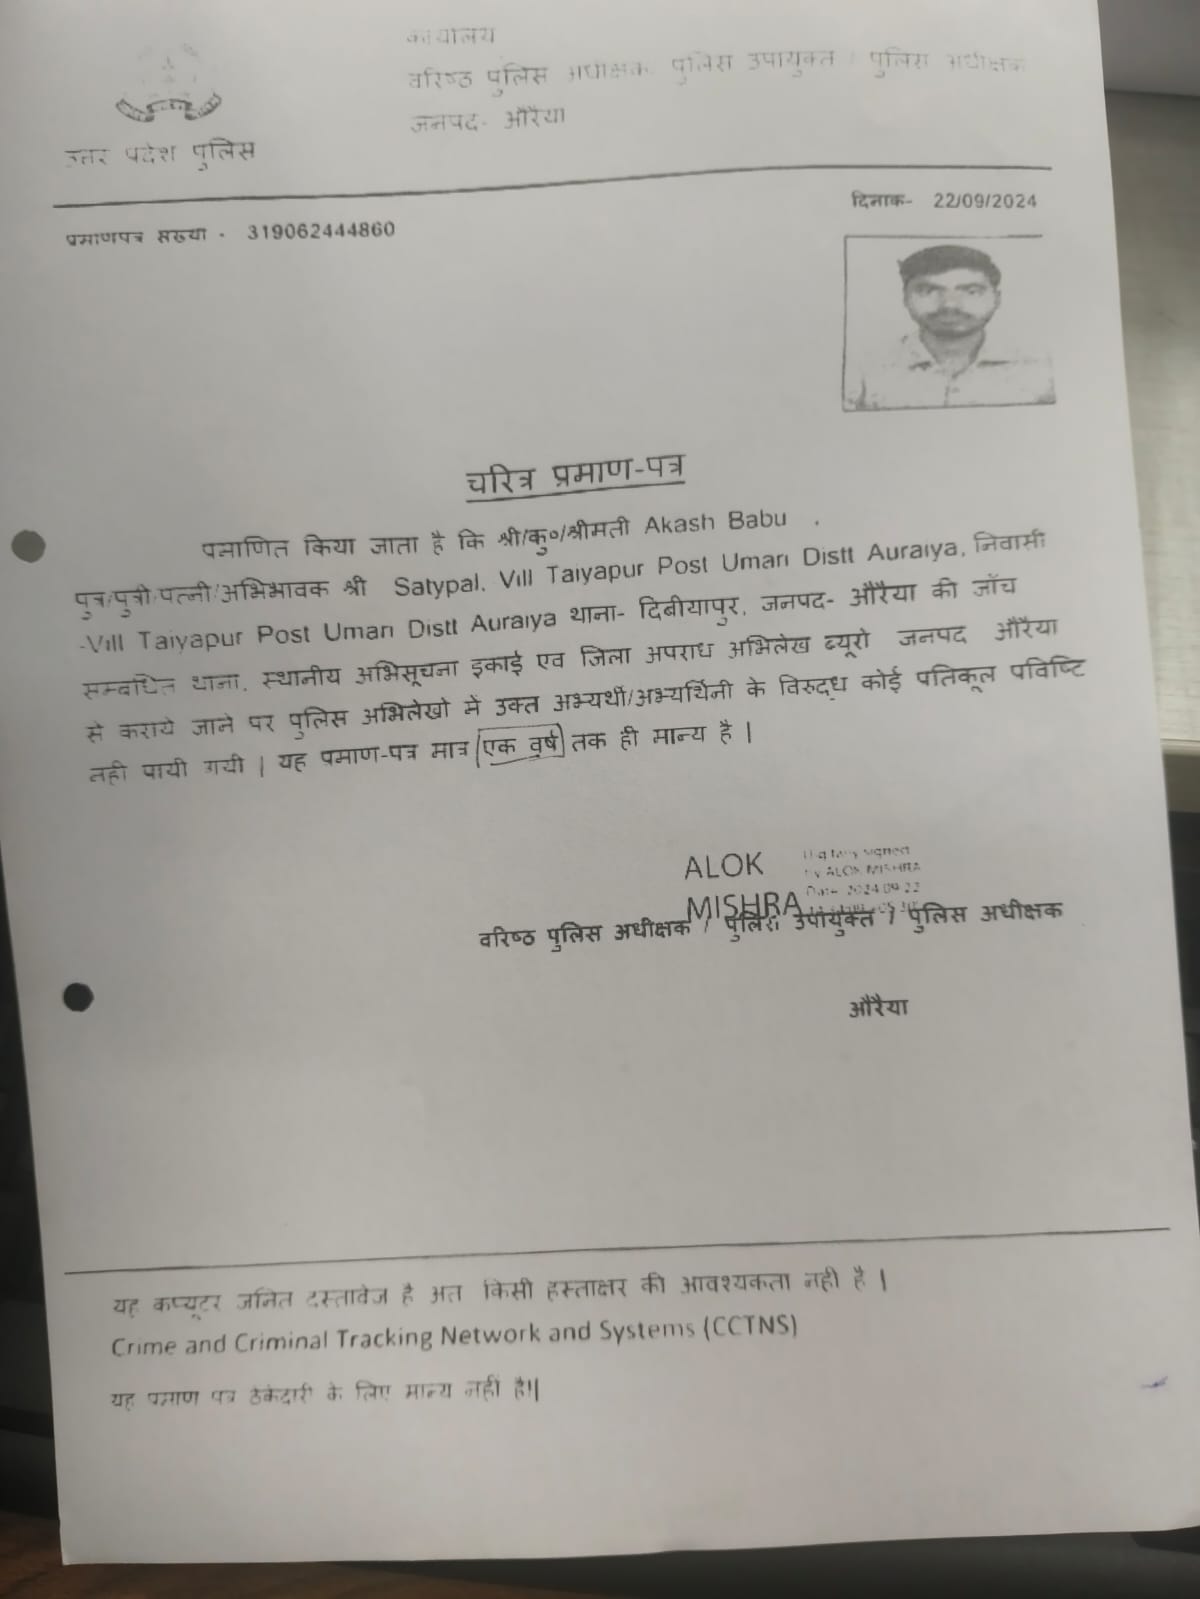 कार्यालय
वरिष्ठ पुलिस अधीक्षक, पुलिस उपायुक्त / पुलिस अधीक्षक
जनपद- औरैया
उत्तर प्रदेश पुलिस
दिनांक- 22/09/2024
प्रमाणपत्र संख्या - 319062444860
चरित्र प्रमाण-पत्र
प्रमाणित किया जाता है कि श्री/कु०/श्रीमती Akash Babu ,
पुत्र/पुत्री/पत्नी/अभिभावक श्री Satypal, Vill Taiyapur Post Umari Distt Auraiya, निवासी
-Vill Taiyapur Post Umari Distt Auraiya थाना- दिबीयापुर, जनपद- औरैया की जाँच
सम्बंधित थाना, स्थानीय अभिसूचना इकाई एवं जिला अपराध अभिलेख ब्यूरो जनपद औरैया
से कराये जाने पर पुलिस अभिलेखो में उक्त अभ्यर्थी/अभ्यर्थिनी के विरुद्ध कोई प्रतिकूल प्रविष्टि
नही पायी गयी | यह प्रमाण-पत्र मात्र एक वर्ष तक ही मान्य है |
ALOK
MISHRA
Digitally signed
by ALOK MISHRA
Date 2024.09.22
वरिष्ठ पुलिस अधीक्षक / पुलिस उपायुक्त / पुलिस अधीक्षक
औरैया
यह कंप्यूटर जनित दस्तावेज है अतः किसी हस्ताक्षर की आवश्यकता नही है |
Crime and Criminal Tracking Network and Systems (CCTNS)
यह प्रमाण पत्र ठेकेदारी के लिए मान्य नहीं है||